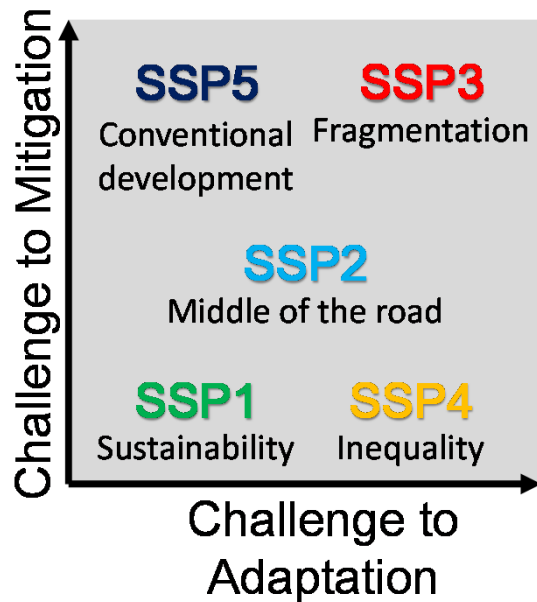 Challenge to Mitigation
SSP5
Conventional
development
SSP3
Fragmentation
SSP2
Middle of the road
SSP1
Sustainability
SSP4
Inequality
Challenge to
Adaptation